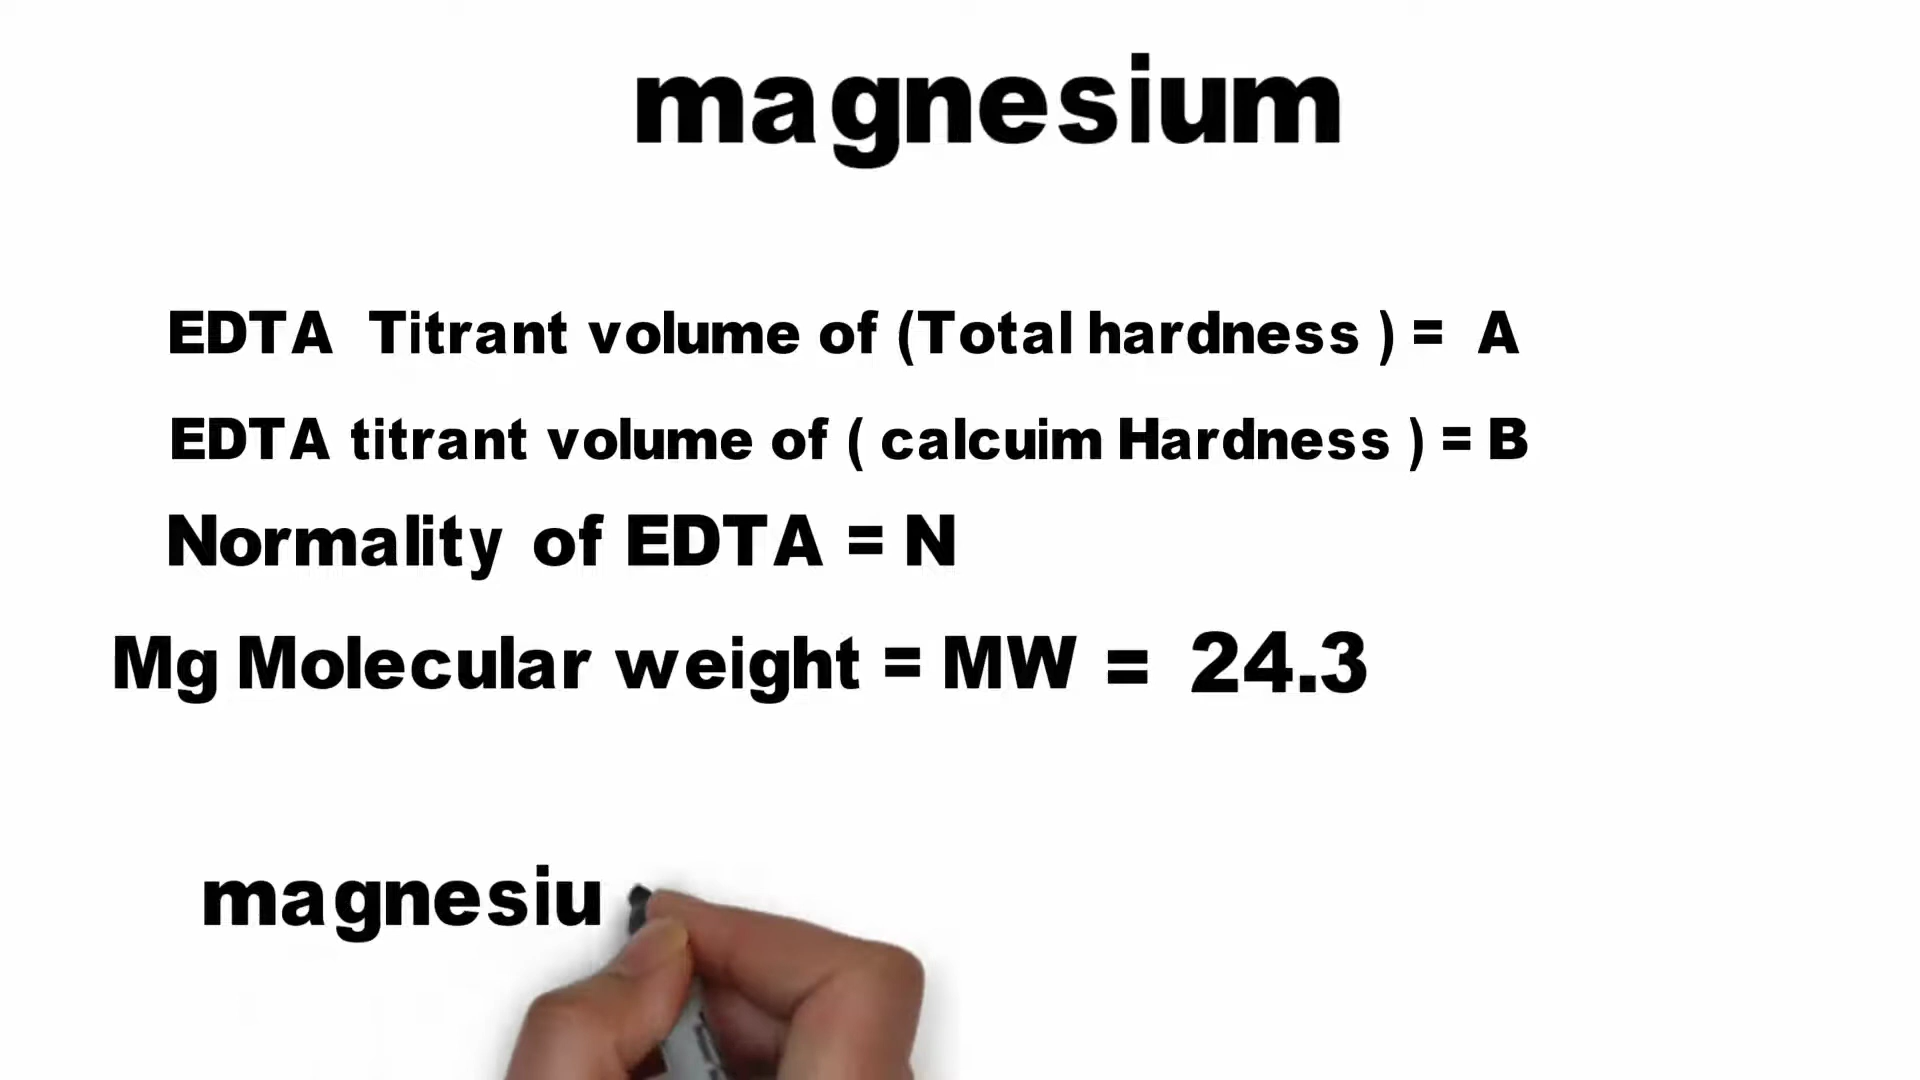 magnesium
EDTA Titrant volume of (Total hardness ) = A
EDTA titrant volume of ( calcuim Hardness ) = B
Normality of EDTA = N
Mg Molecular weight = MW = 24.3
magnesiu